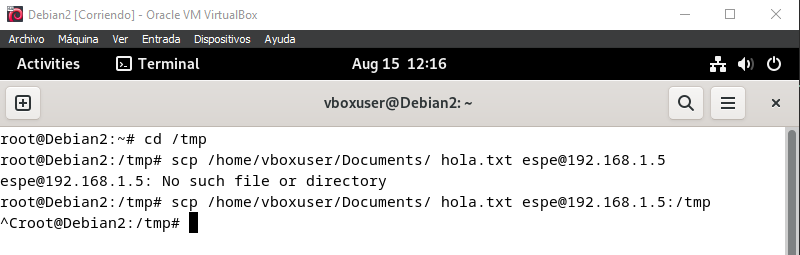 Debian2 [Corriendo] - Oracle VM VirtualBox
Archivo Máquina Ver Entrada Dispositivos Ayuda
Activities Terminal Aug 15 12:16
vboxuser@Debian2: ~
root@Debian2:~# cd /tmp
root@Debian2:/tmp# scp /home/vboxuser/Documents/ hola.txt espe@192.168.1.5
espe@192.168.1.5: No such file or directory
root@Debian2:/tmp# scp /home/vboxuser/Documents/ hola.txt espe@192.168.1.5:/tmp
^Croot@Debian2:/tmp#